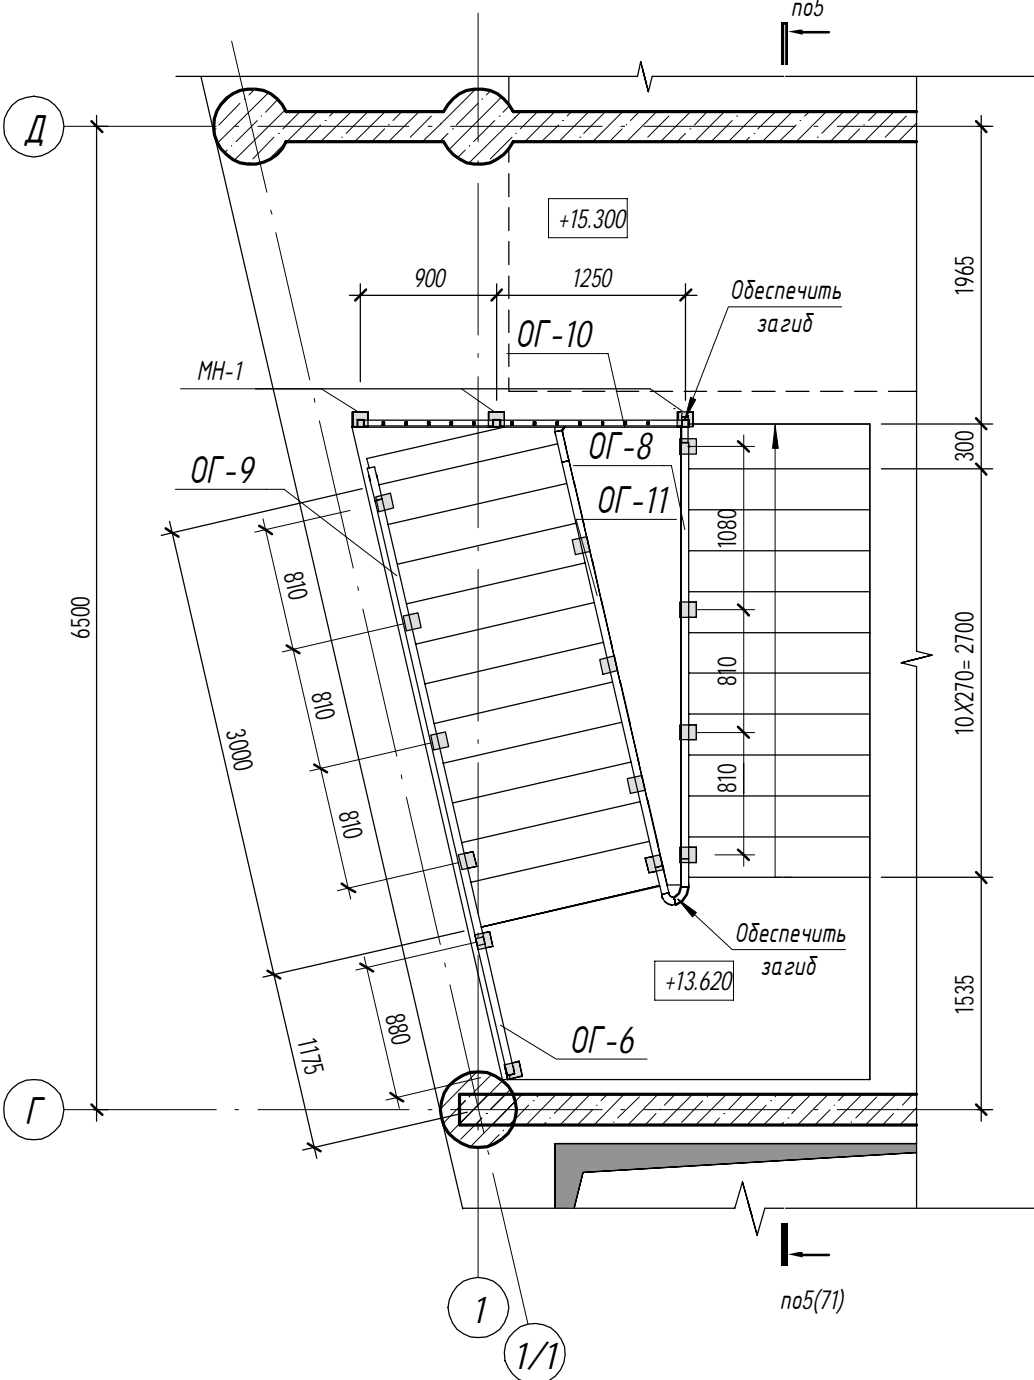 по5
Д
+15.300
900
1250
Обеспечить
загиб
1965
ОГ-10
МН-1
ОГ-9
ОГ-8
ОГ-11
300
1080
810
810
6500
810
810
810
3000
10X270= 2700
Обеспечить
загиб
+13.620
880
1175
ОГ-6
1535
Г
1
1/1
по5(71)